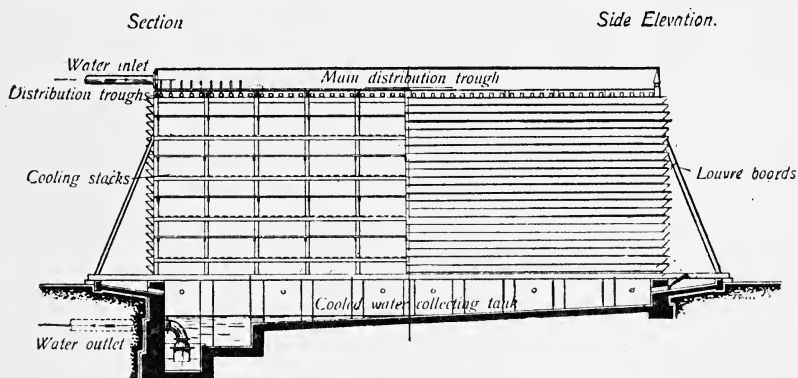 Section
Side Elevation.
Water inlet
Main distribution trough
Distribution troughs
Cooling stacks
Louvre boards
Cooled water collecting tank
Water outlet